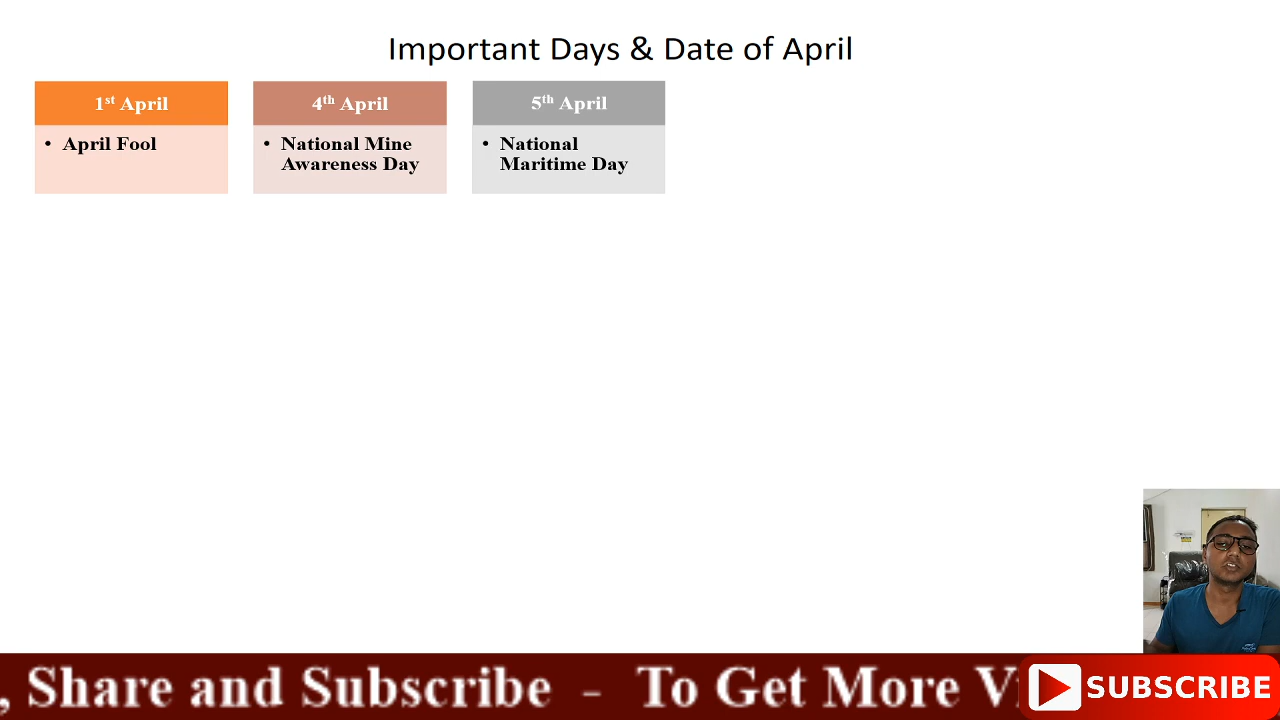 Important Days & Date of April
1st April
• April Fool
4th April
• National Mine
Awareness Day
5th April
• National
Maritime Day
, Share and Subscribe - To Get More
SUBSCRIBE